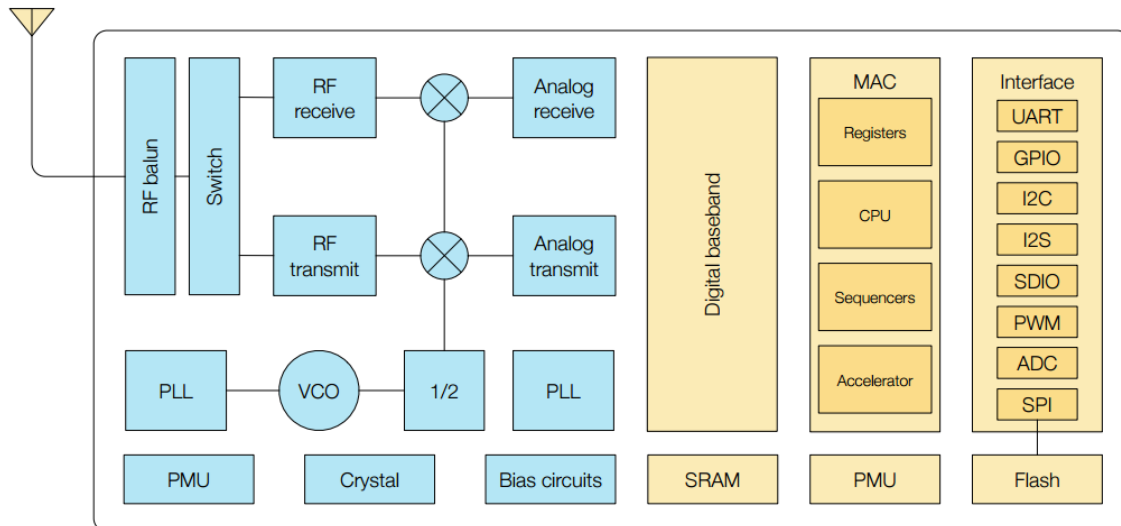 RF balun
Switch
RF
receive
Analog
receive
RF
transmit
Analog
transmit
PLL
VCO
1/2
PLL
PMU
Crystal
Bias circuits
Digital baseband
SRAM
MAC
Registers
CPU
Sequencers
Accelerator
PMU
Interface
UART
GPIO
I2C
I2S
SDIO
PWM
ADC
SPI
Flash